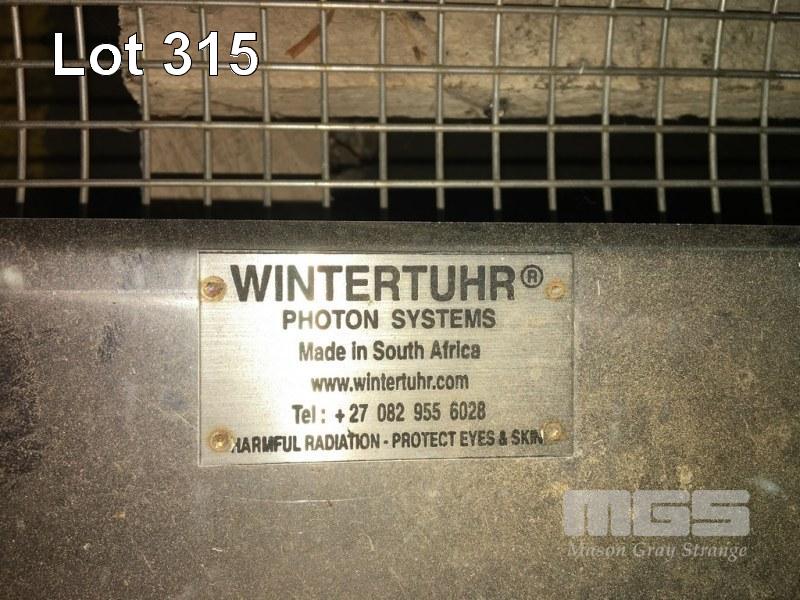 Lot 315
WINTERTUHR®
PHOTON SYSTEMS
Made in South Africa
www.wintertuhr.com
Tel : + 27 082 955 6028
HARMFUL RADIATION - PROTECT EYES & SKIN
MGS
Mason Gray Strange